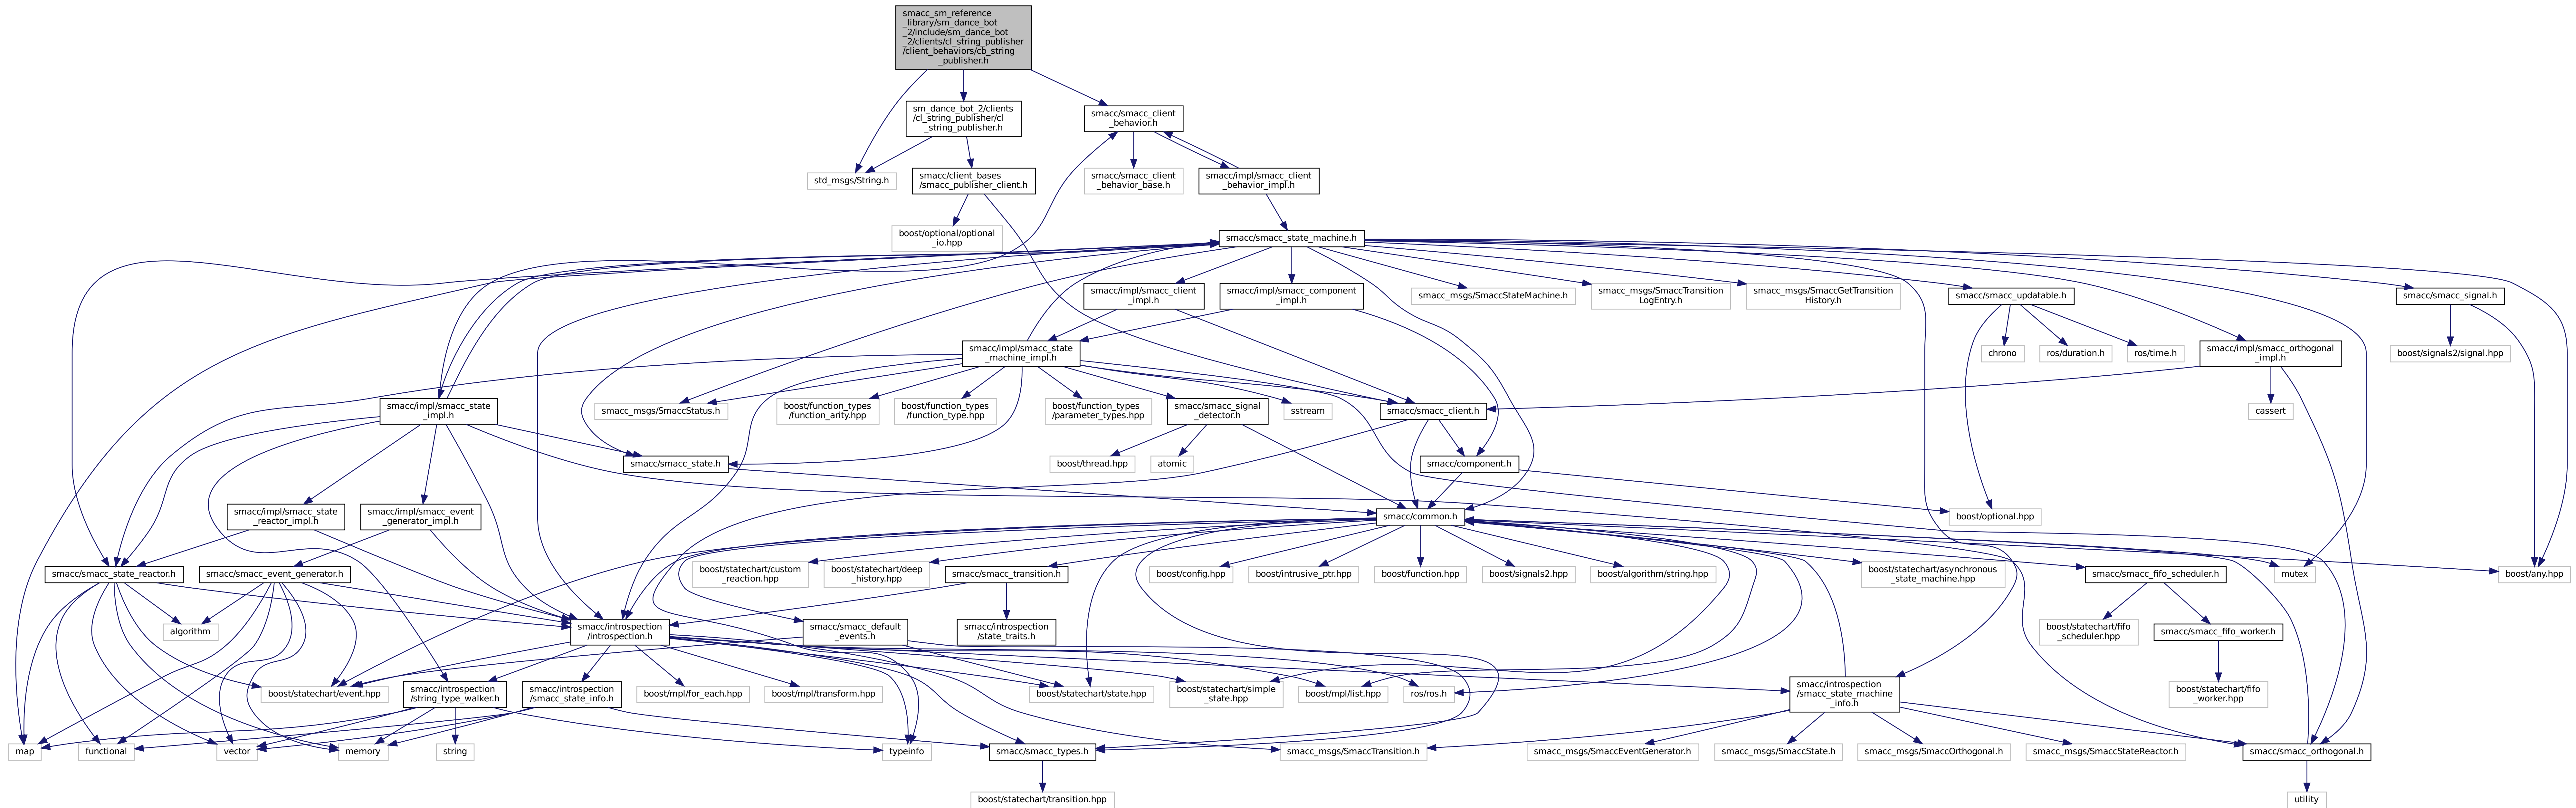 smacc_sm_reference
_library/sm_dance_bot
_2/include/sm_dance_bot
_2/clients/cl_string_publisher
/client_behaviors/cb_string
_publisher.h
sm_dance_bot_2/clients
/cl_string_publisher/cl
_string_publisher.h
smacc/smacc_client
_behavior.h
std_msgs/String.h
smacc/client_bases
/smacc_publisher_client.h
smacc/smacc_client
_behavior_base.h
smacc/impl/smacc_client
_behavior_impl.h
boost/optional/optional
_io.hpp
smacc/smacc_state_machine.h
smacc/impl/smacc_client
_impl.h
smacc/impl/smacc_component
_impl.h
smacc_msgs/SmaccStateMachine.h
smacc_msgs/SmaccTransition
LogEntry.h
smacc_msgs/SmaccGetTransition
History.h
smacc/smacc_updatable.h
smacc/smacc_signal.h
smacc/impl/smacc_state
_machine_impl.h
chrono
ros/duration.h
ros/time.h
smacc/impl/smacc_orthogonal
_impl.h
boost/signals2/signal.hpp
smacc/impl/smacc_state
_impl.h
smacc_msgs/SmaccStatus.h
boost/function_types
/function_arity.hpp
boost/function_types
/function_type.hpp
boost/function_types
/parameter_types.hpp
smacc/smacc_signal
_detector.h
sstream
smacc/smacc_client.h
cassert
smacc/smacc_state.h
boost/thread.hpp
atomic
smacc/component.h
smacc/impl/smacc_state
_reactor_impl.h
smacc/impl/smacc_event
_generator_impl.h
smacc/common.h
boost/optional.hpp
smacc/smacc_state_reactor.h
smacc/smacc_event_generator.h
boost/statechart/custom
_reaction.hpp
boost/statechart/deep
_history.hpp
smacc/smacc_transition.h
boost/config.hpp
boost/intrusive_ptr.hpp
boost/function.hpp
boost/signals2.hpp
boost/algorithm/string.hpp
boost/statechart/asynchronous
_state_machine.hpp
smacc/smacc_fifo_scheduler.h
mutex
boost/any.hpp
algorithm
smacc/introspection
/introspection.h
smacc/smacc_default
_events.h
smacc/introspection
/state_traits.h
boost/statechart/fifo
_scheduler.hpp
smacc/smacc_fifo_worker.h
boost/statechart/event.hpp
smacc/introspection
/string_type_walker.h
smacc/introspection
/smacc_state_info.h
boost/mpl/for_each.hpp
boost/mpl/transform.hpp
boost/statechart/state.hpp
boost/statechart/simple
_state.hpp
boost/mpl/list.hpp
ros/ros.h
smacc/introspection
/smacc_state_machine
_info.h
boost/statechart/fifo
_worker.hpp
map
functional
vector
memory
string
typeinfo
smacc/smacc_types.h
smacc_msgs/SmaccTransition.h
smacc_msgs/SmaccEventGenerator.h
smacc_msgs/SmaccState.h
smacc_msgs/SmaccOrthogonal.h
smacc_msgs/SmaccStateReactor.h
smacc/smacc_orthogonal.h
boost/statechart/transition.hpp
utility